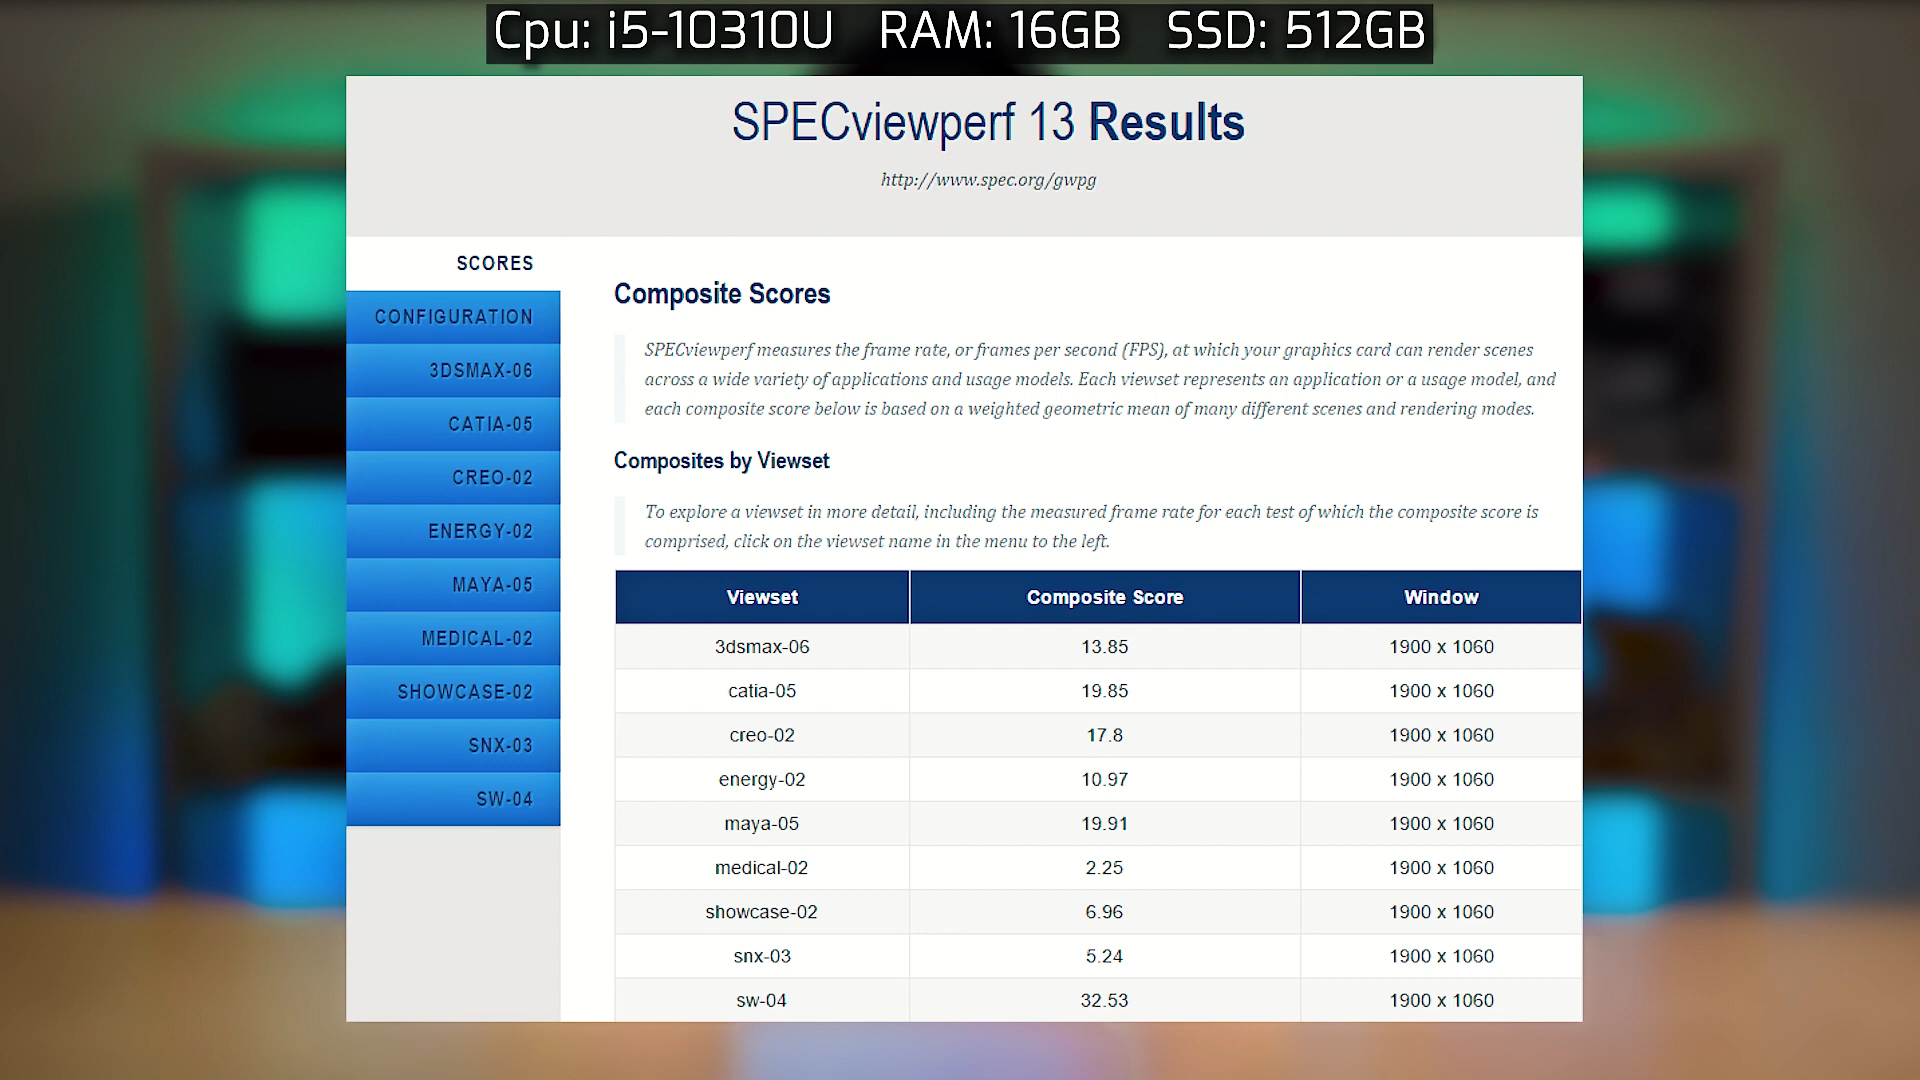 Cpu: i5-10310U RAM: 16GB SSD: 512GB
SPECviewperf 13 Results
http://www.spec.org/gwpg
SCORES
CONFIGURATION
3DSMAX-06
CATIA-05
CREO-02
ENERGY-02
MAYA-05
MEDICAL-02
SHOWCASE-02
SNX-03
SW-04
Composite Scores
SPECviewperf measures the frame rate, or frames per second (FPS), at which your graphics card can render scenes
across a wide variety of applications and usage models. Each viewset represents an application or a usage model, and
each composite score below is based on a weighted geometric mean of many different scenes and rendering modes.
Composites by Viewset
To explore a viewset in more detail, including the measured frame rate for each test of which the composite score is
comprised, click on the viewset name in the menu to the left.
Viewset Composite Score Window
3dsmax-06 13.85 1900 x 1060
catia-05 19.85 1900 x 1060
creo-02 17.8 1900 x 1060
energy-02 10.97 1900 x 1060
maya-05 19.91 1900 x 1060
medical-02 2.25 1900 x 1060
showcase-02 6.96 1900 x 1060
snx-03 5.24 1900 x 1060
sw-04 32.53 1900 x 1060